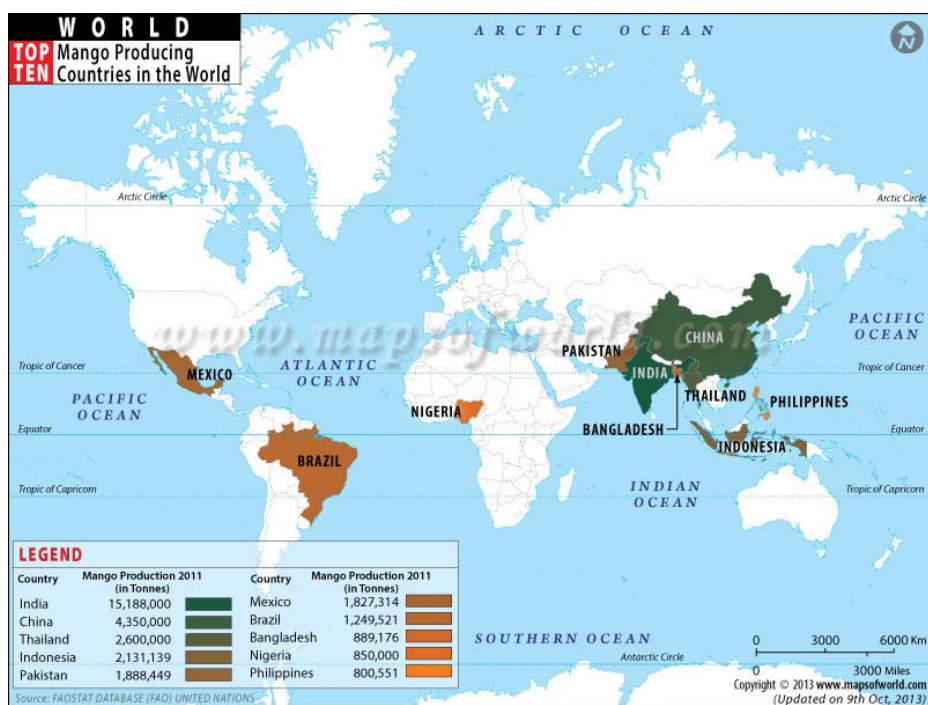 WORLD
TOP TEN
Mango Producing
Countries in the World
ARCTIC OCEAN
N
Arctic Circle
Arctic Circle
www.mapsofworld.com
PACIFIC
OCEAN
CHINA
PAKISTAN
ATLANTIC
OCEAN
Tropic of Cancer
INDIA
Tropic of Cancer
MEXICO
THAILAND
PACIFIC
OCEAN
PHILIPPINES
NIGERIA
BANGLADESH
Equator
Equator
INDONESIA
BRAZIL
INDIAN
OCEAN
Tropic of Capricorn
Tropic of Capricorn
LEGEND
Country Mango Production 2011 Country Mango Production 2011
(in Tonnes) (in Tonnes)
India 15,188,000 Mexico 1,827,314
China 4,350,000 Brazil 1,249,521
Thailand 2,600,000 Bangladesh 889,176
Indonesia 2,131,139 Nigeria 850,000
Pakistan 1,888,449 Philippines 800,551
Source: FAOSTAT DATABASE (FAO) UNITED NATIONS
SOUTHERN OCEAN
Antarctic Circle
0 3000 6000 Km
0 3000 Miles
Copyright © 2013 www.mapsofworld.com
(Updated on 9th Oct, 2013)